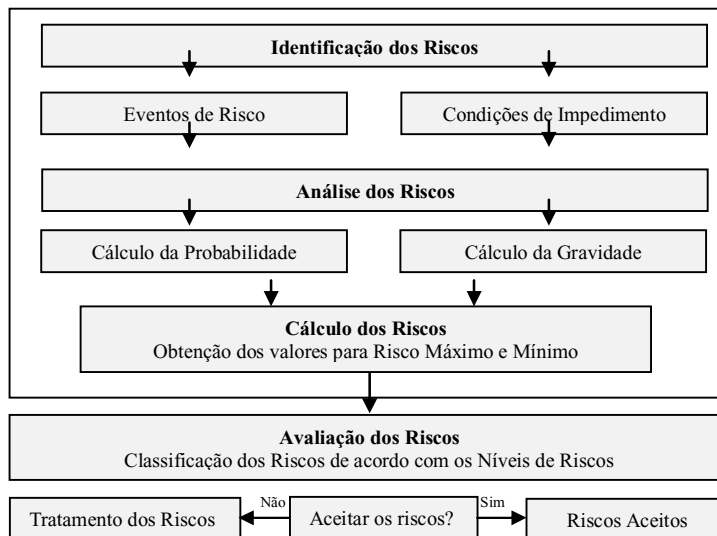 Identificação dos Riscos
Eventos de Risco
Condições de Impedimento
Análise dos Riscos
Cálculo da Probabilidade
Cálculo da Gravidade
Cálculo dos Riscos
Obtenção dos valores para Risco Máximo e Mínimo
Avaliação dos Riscos
Classificação dos Riscos de acordo com os Níveis de Riscos
Tratamento dos Riscos
Não
Aceitar os riscos?
Sim
Riscos Aceitos